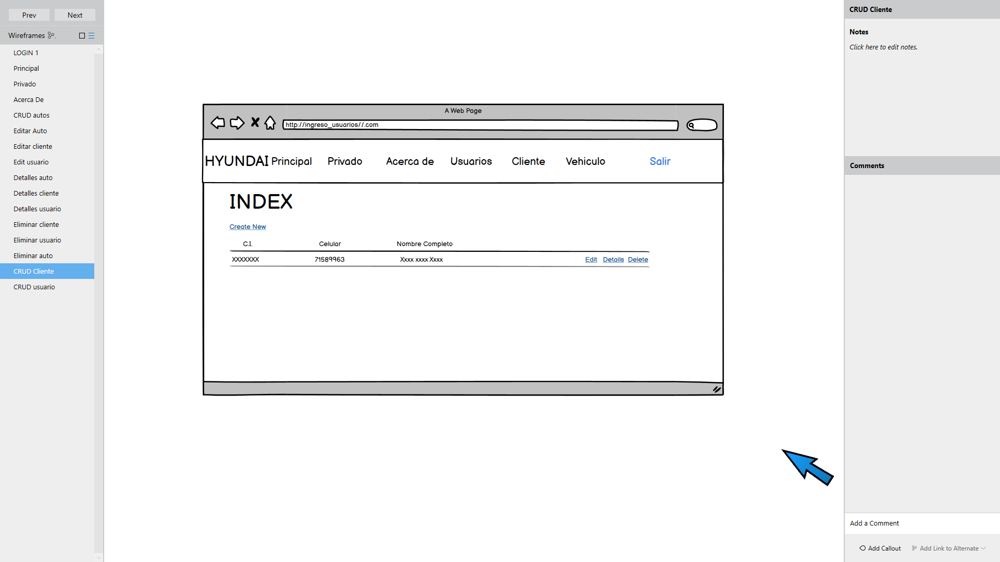 Prev Next
Wireframes
LOGIN 1
Principal
Privado
Acerca De
CRUD autos
Editar Auto
Editar cliente
Edit usuario
Detalles auto
Detalles cliente
Detalles usuario
Eliminar cliente
Eliminar usuario
Eliminar auto
CRUD Cliente
CRUD usuario
A Web Page
http://ingreso_usuarios//.com
HYUNDAI Principal Privado Acerca de Usuarios Cliente Vehiculo Salir
INDEX
Create New
C.I. Celular Nombre Completo
XXXXXXX 71589963 Xxxx xxxx Xxxx Edit Details Delete
CRUD Cliente
Notes
Click here to edit notes.
Comments
Add a Comment
Add Callout Add Link to Alternate